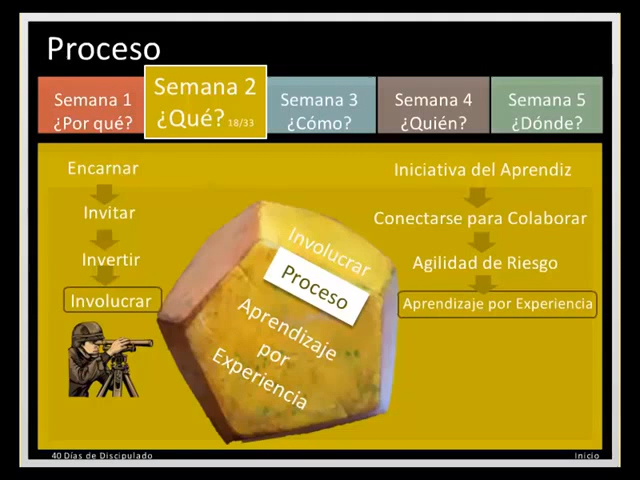 Proceso
Semana 1
¿Por qué?
Semana 2
¿Qué? 18/33
Semana 3
¿Cómo?
Semana 4
¿Quién?
Semana 5
¿Dónde?
Encarnar
Invitar
Invertir
Involucrar
Iniciativa del Aprendiz
Conectarse para Colaborar
Agilidad de Riesgo
Aprendizaje por Experiencia
Involucrar
Proceso
Aprendizaje
por
Experiencia
40 Días de Discipulado
Inicio